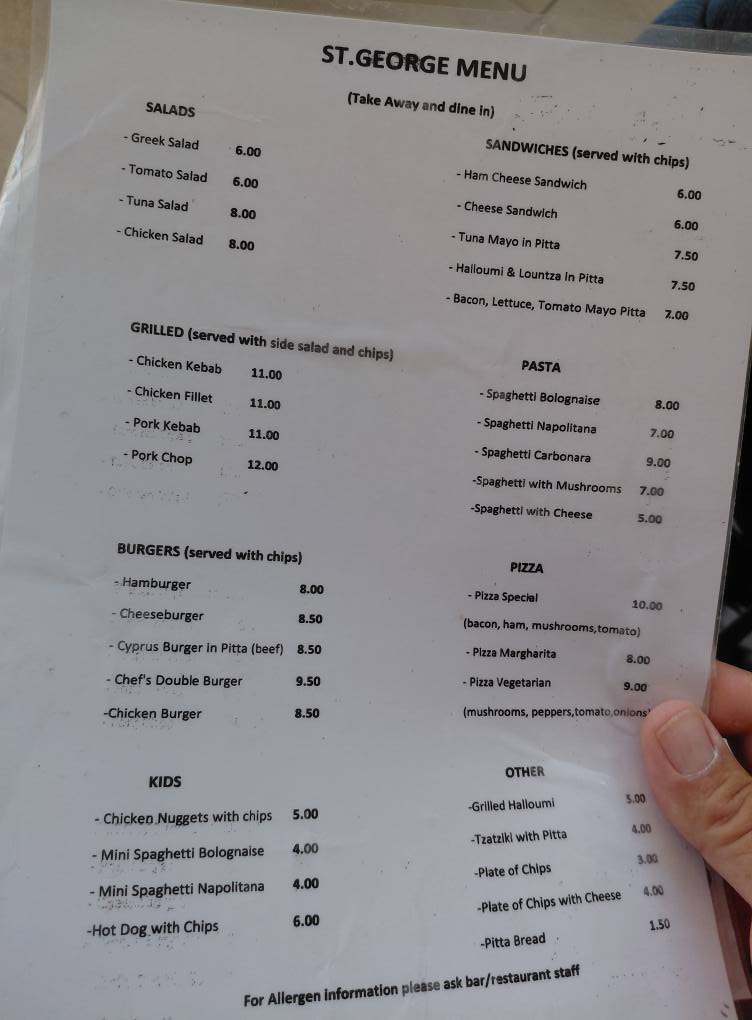 ST.GEORGE MENU
(Take Away and dine in)
SALADS
- Greek Salad 6.00
- Tomato Salad 6.00
- Tuna Salad 8.00
- Chicken Salad 8.00
GRILLED (served with side salad and chips)
- Chicken Kebab 11.00
- Chicken Fillet 11.00
- Pork Kebab 11.00
- Pork Chop 12.00
BURGERS (served with chips)
- Hamburger 8.00
- Cheeseburger 8.50
- Cyprus Burger in Pitta (beef) 8.50
- Chef's Double Burger 9.50
-Chicken Burger 8.50
KIDS
- Chicken Nuggets with chips 5.00
- Mini Spaghetti Bolognaise 4.00
- Mini Spaghetti Napolitana 4.00
-Hot Dog with Chips 6.00
SANDWICHES (served with chips)
- Ham Cheese Sandwich 6.00
- Cheese Sandwich 6.00
- Tuna Mayo in Pitta 7.50
- Halloumi & Lountza in Pitta 7.50
- Bacon, Lettuce, Tomato Mayo Pitta 7.00
PASTA
- Spaghetti Bolognaise 8.00
- Spaghetti Napolitana 7.00
- Spaghetti Carbonara 9.00
-Spaghetti with Mushrooms 7.00
-Spaghetti with Cheese 5.00
PIZZA
- Pizza Special 10.00
(bacon, ham, mushrooms,tomato)
- Pizza Margharita 8.00
- Pizza Vegetarian 9.00
(mushrooms, peppers,tomato,onions)
OTHER
-Grilled Halloumi 5.00
-Tzatziki with Pitta 4.00
-Plate of Chips 3.00
-Plate of Chips with Cheese 4.00
-Pitta Bread 1.50
For Allergen information please ask bar/restaurant staff